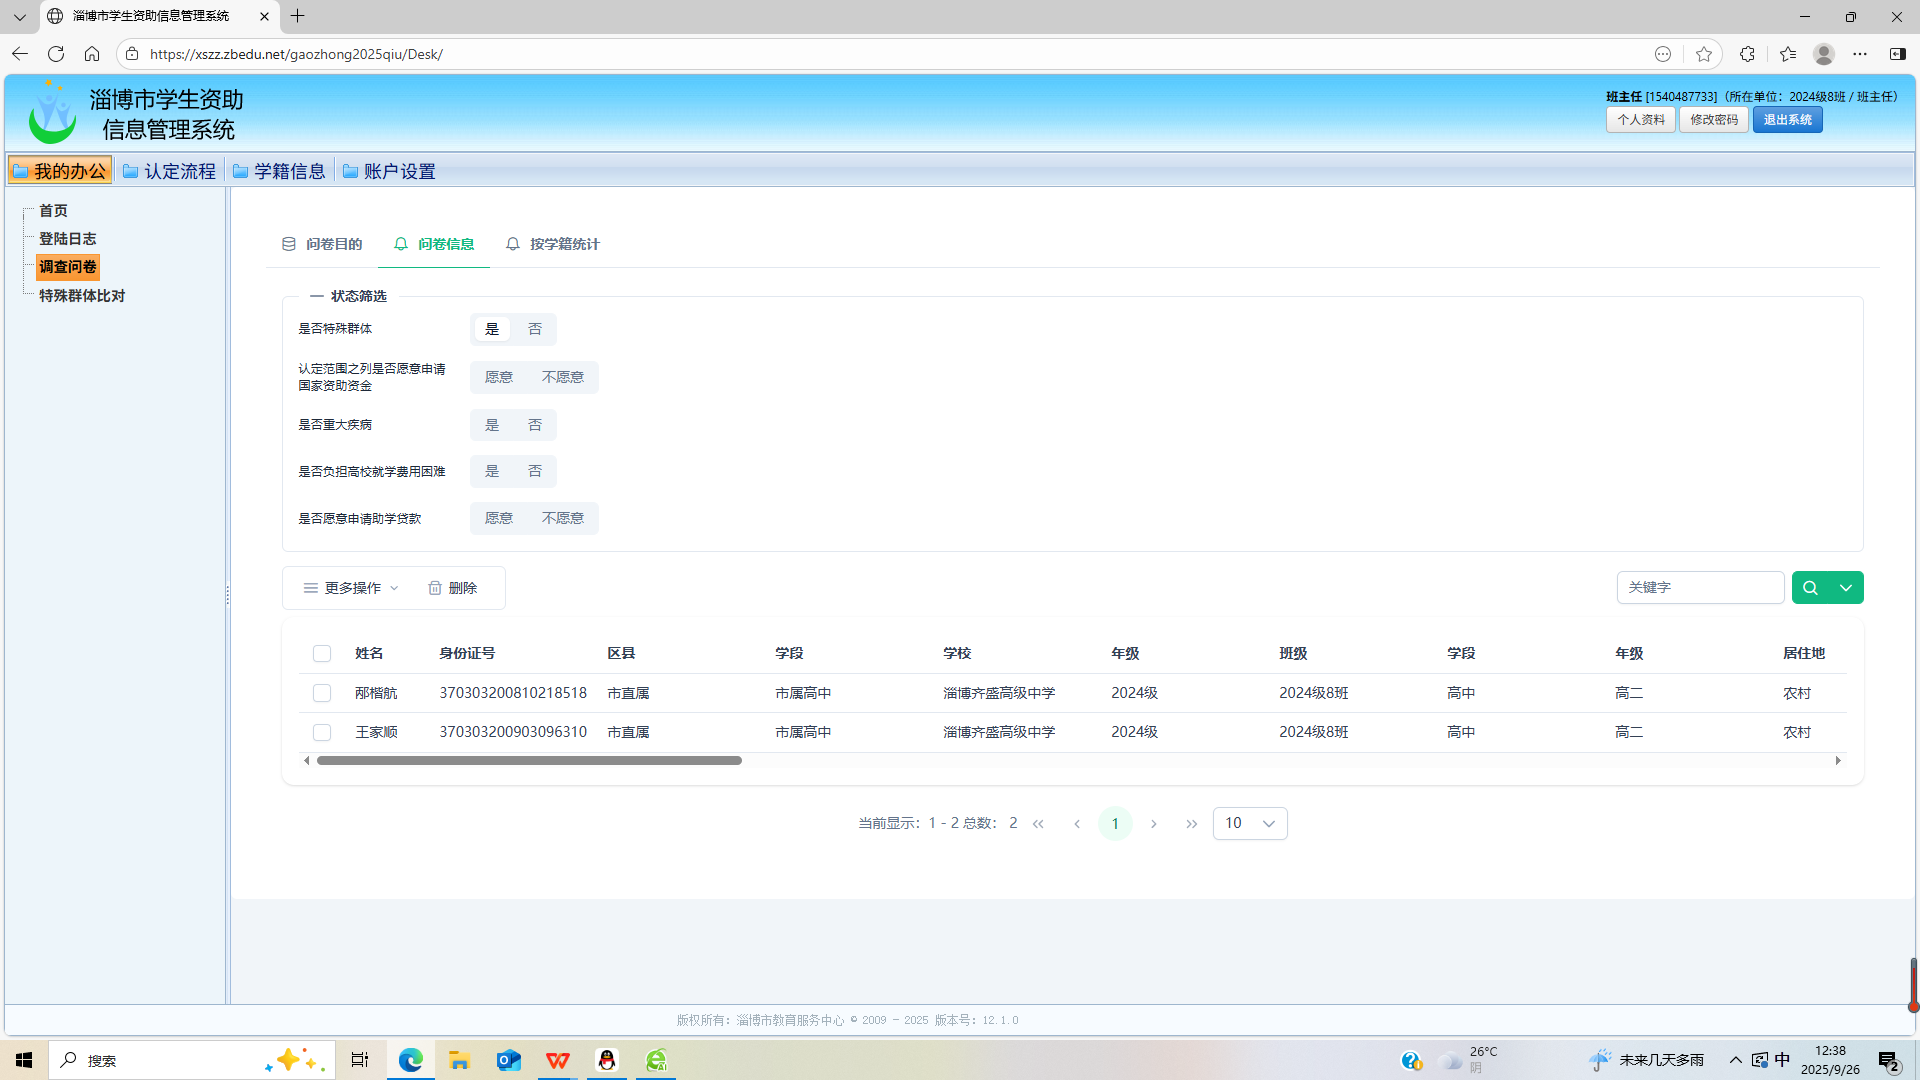 淄博市学生资助信息管理系统
https://xszz.zbedu.net/gaozhong2025qiu/Desk/
淄博市学生资助
信息管理系统
班主任 [1540487733]（所在单位：2024级8班 / 班主任）
个人资料 修改密码 退出系统
我的办公 认定流程 学籍信息 账户设置
首页
登陆日志
调查问卷
特殊群体比对
问卷目的 问卷信息 按学籍统计
状态筛选
是否特殊群体 是 否
认定范围之列是否愿意申请
国家资助资金
愿意 不愿意
是否重大疾病 是 否
是否负担高校就学费用困难 是 否
是否愿意申请助学贷款 愿意 不愿意
更多操作 删除 关键字
姓名 身份证号 区县 学段 学校 年级 班级 学段 年级 居住地
邴楷航 370303200810218518 市直属 市属高中 淄博齐盛高级中学 2024级 2024级8班 高中 高二 农村
王家顺 370303200903096310 市直属 市属高中 淄博齐盛高级中学 2024级 2024级8班 高中 高二 农村
当前显示：1 - 2 总数： 2 « ‹ 1 › » 10
版权所有：淄博市教育服务中心 © 2009 - 2025 版本号：12.1.0
搜索
26°C
阴
未来几天多雨
中
12:38
2025/9/26
2